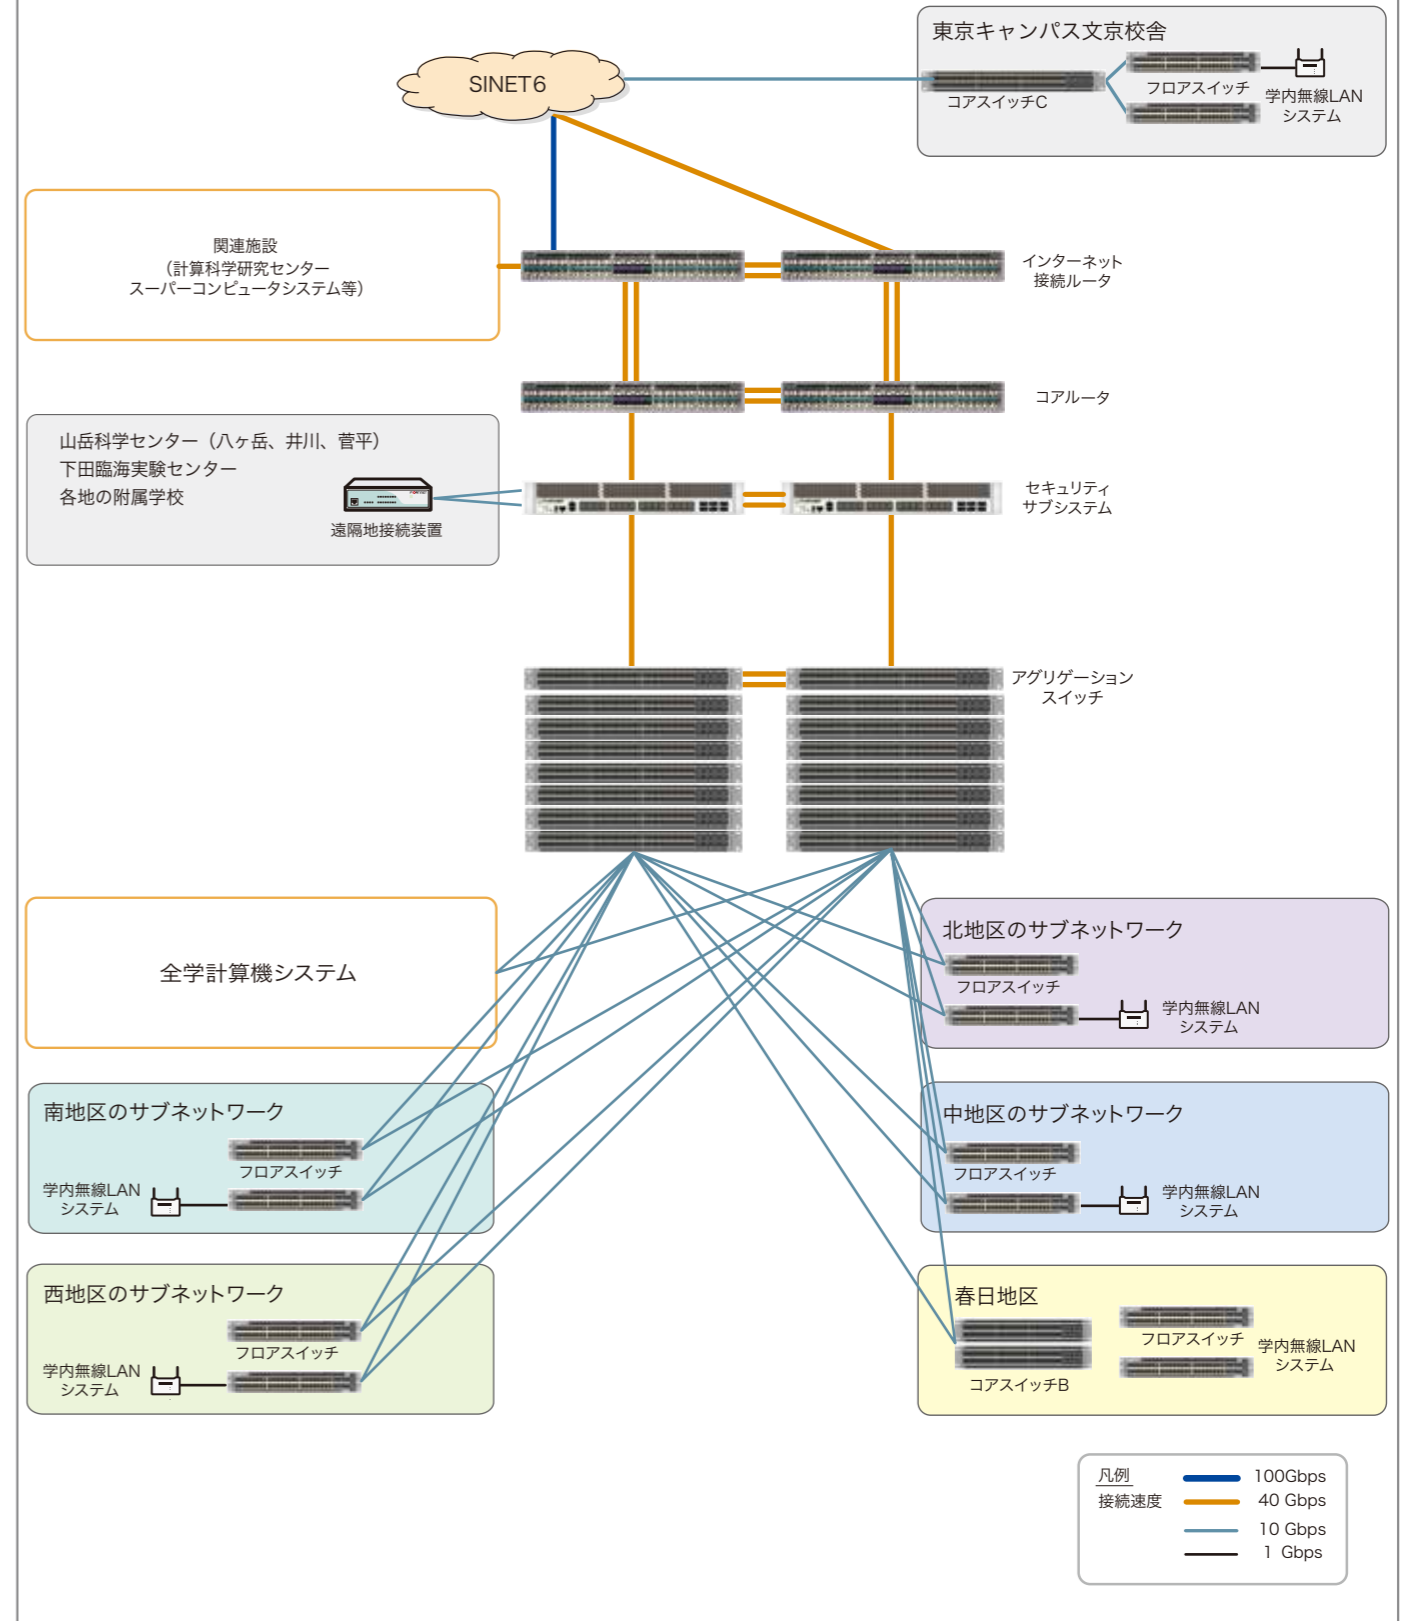 東京キャンパス文京校舎
SINET6
コアスイッチC
フロアスイッチ
学内無線LAN
システム
関連施設
(計算科学研究センター
スーパーコンピュータシステム等)
インターネット
接続ルータ
コアルータ
山岳科学センター（八ヶ岳、井川、菅平）
下田臨海実験センター
各地の附属学校
遠隔地接続装置
セキュリティ
サブシステム
アグリゲーション
スイッチ
全学計算機システム
北地区のサブネットワーク
フロアスイッチ
学内無線LAN
システム
南地区のサブネットワーク
フロアスイッチ
学内無線LAN
システム
中地区のサブネットワーク
フロアスイッチ
学内無線LAN
システム
西地区のサブネットワーク
フロアスイッチ
学内無線LAN
システム
春日地区
フロアスイッチ
学内無線LAN
システム
コアスイッチB
凡例
接続速度
100Gbps
40 Gbps
10 Gbps
1 Gbps